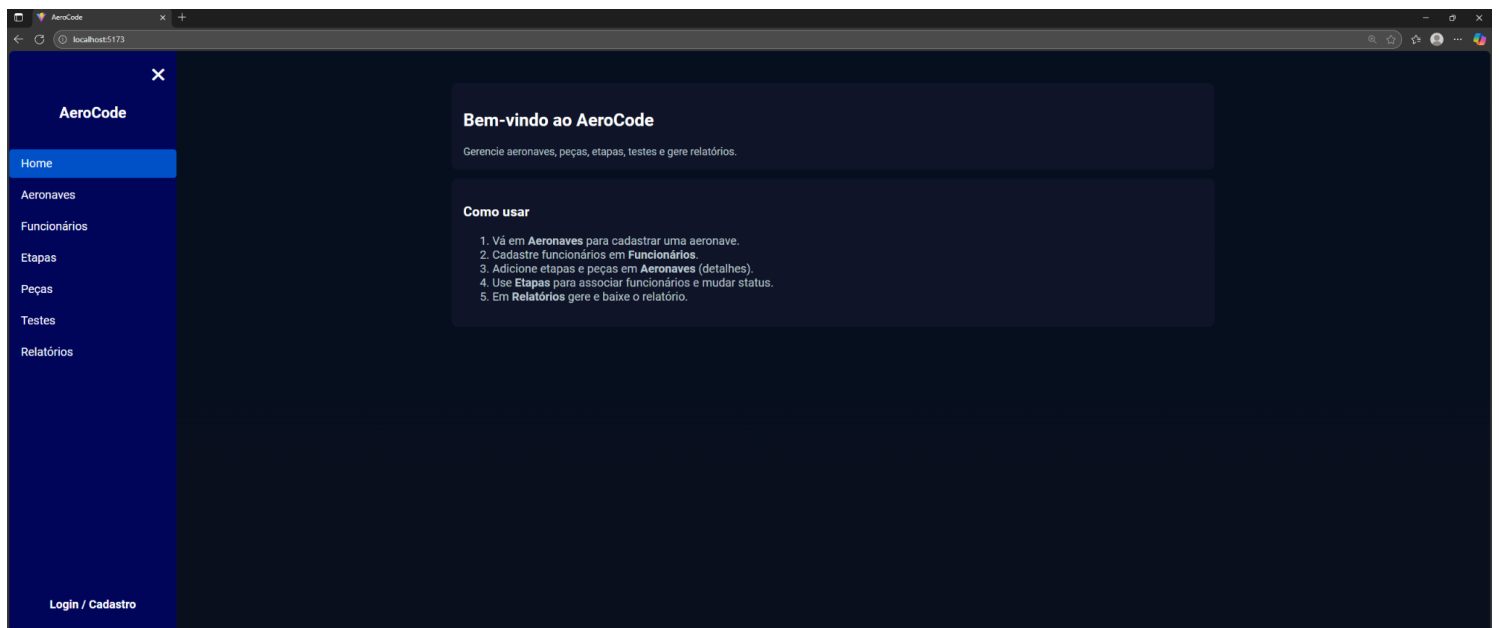 AeroCode
localhost:5173
AeroCode
Home
Aeronaves
Funcionários
Etapas
Peças
Testes
Relatórios
Login / Cadastro
Bem-vindo ao AeroCode
Gerencie aeronaves, peças, etapas, testes e gere relatórios.
Como usar
1. Vá em Aeronaves para cadastrar uma aeronave.
2. Cadastre funcionários em Funcionários.
3. Adicione etapas e peças em Aeronaves (detalhes).
4. Use Etapas para associar funcionários e mudar status.
5. Em Relatórios gere e baixe o relatório.